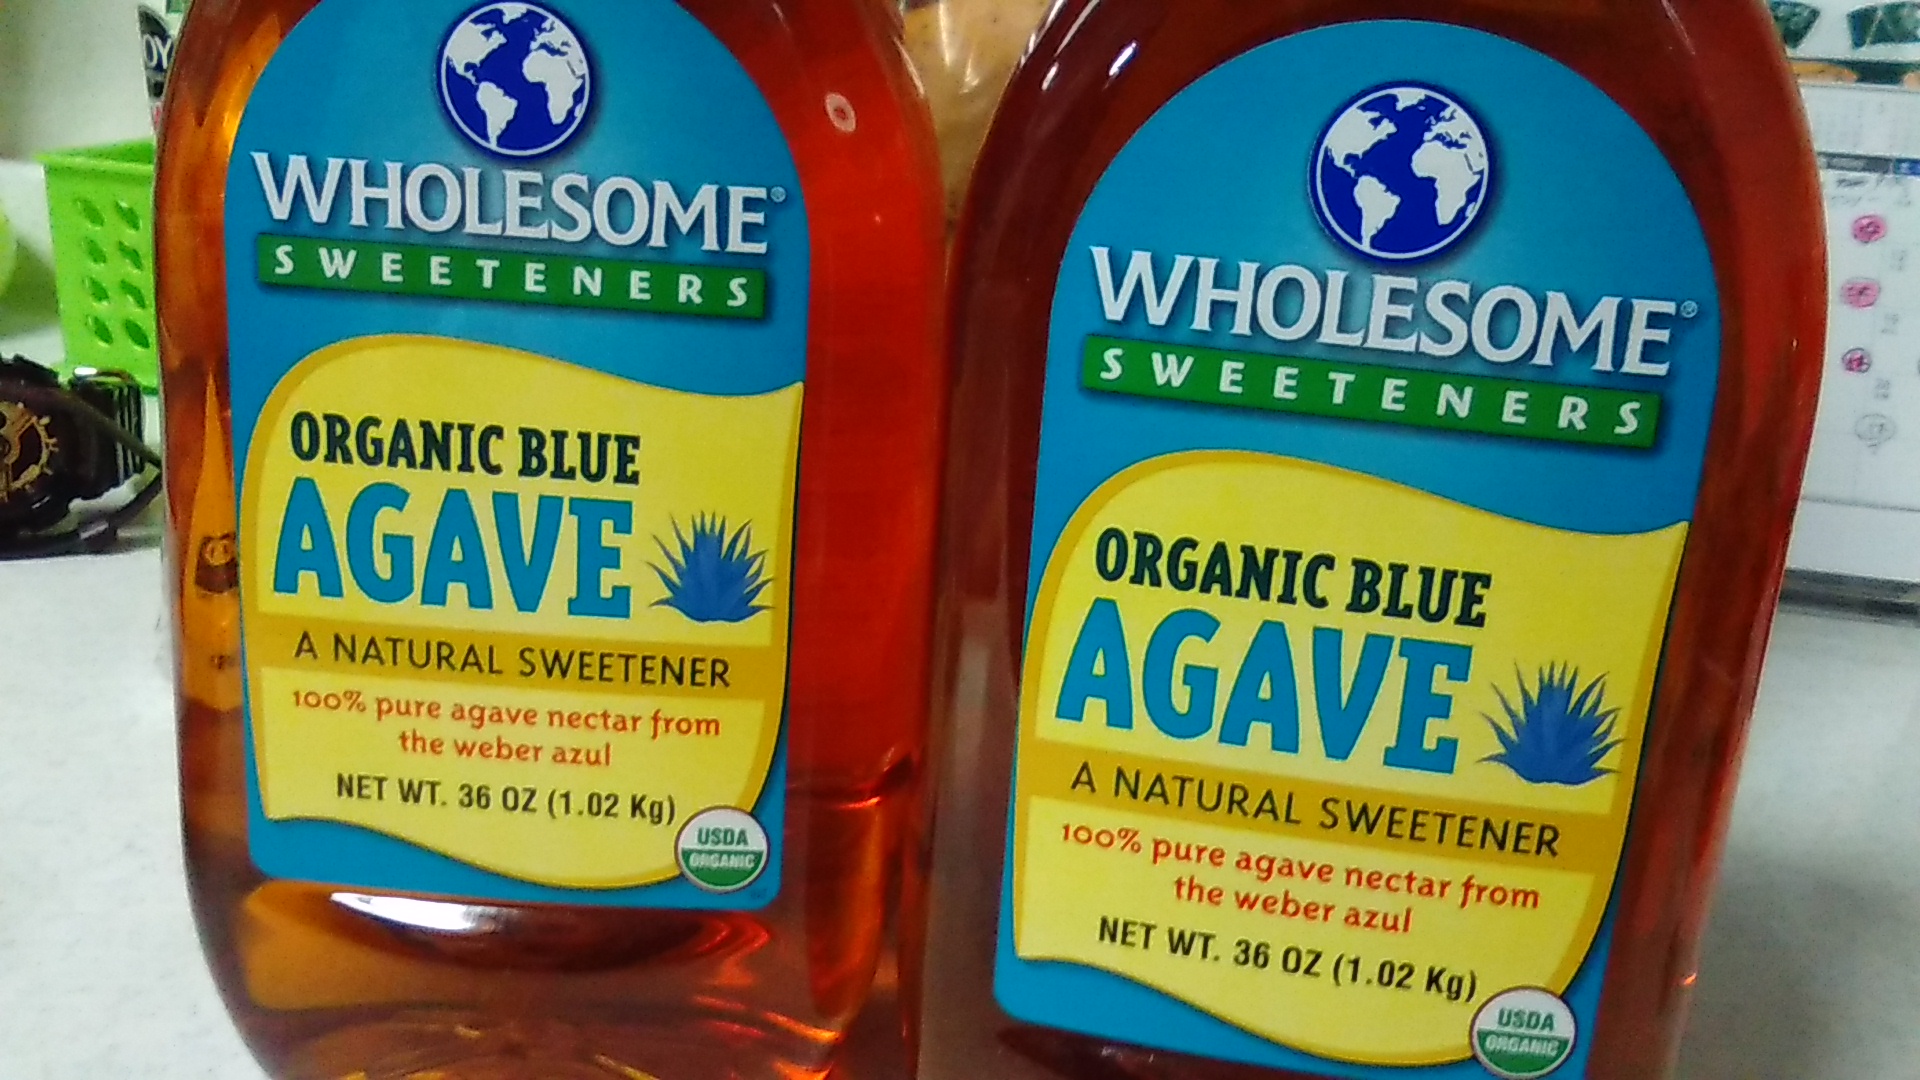 WHOLESOME®
SWEETENERS
ORGANIC BLUE
AGAVE
A NATURAL SWEETENER
100% pure agave nectar from
the weber azul
NET WT. 36 OZ (1.02 Kg)
USDA
ORGANIC
WHOLESOME®
SWEETENERS
ORGANIC BLUE
AGAVE
A NATURAL SWEETENER
100% pure agave nectar from
the weber azul
NET WT. 36 OZ (1.02 Kg)
USDA
ORGANIC